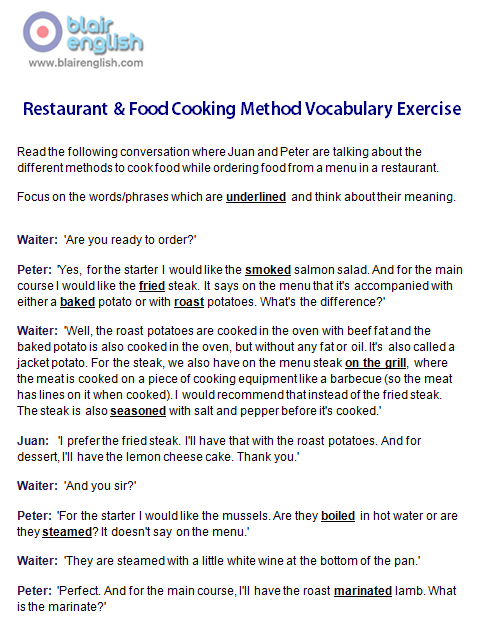 blair
english
www.blairenglish.com
Restaurant & Food Cooking Method Vocabulary Exercise
Read the following conversation where Juan and Peter are talking about the
different methods to cook food while ordering food from a menu in a restaurant.
Focus on the words/phrases which are underlined and think about their meaning.
Waiter: 'Are you ready to order?'
Peter: 'Yes, for the starter I would like the smoked salmon salad. And for the main
course I would like the fried steak. It says on the menu that it's accompanied with
either a baked potato or with roast potatoes. What's the difference?'
Waiter: 'Well, the roast potatoes are cooked in the oven with beef fat and the
baked potato is also cooked in the oven, but without any fat or oil. It's also called a
jacket potato. For the steak, we also have on the menu steak on the grill, where
the meat is cooked on a piece of cooking equipment like a barbecue (so the meat
has lines on it when cooked). I would recommend that instead of the fried steak.
The steak is also seasoned with salt and pepper before it's cooked.'
Juan: 'I prefer the fried steak. I'll have that with the roast potatoes. And for
dessert, I'll have the lemon cheese cake. Thank you.'
Waiter: 'And you sir?'
Peter: 'For the starter I would like the mussels. Are they boiled in hot water or are
they steamed? It doesn't say on the menu.'
Waiter: 'They are steamed with a little white wine at the bottom of the pan.'
Peter: 'Perfect. And for the main course, I'll have the roast marinated lamb. What
is the marinate?'